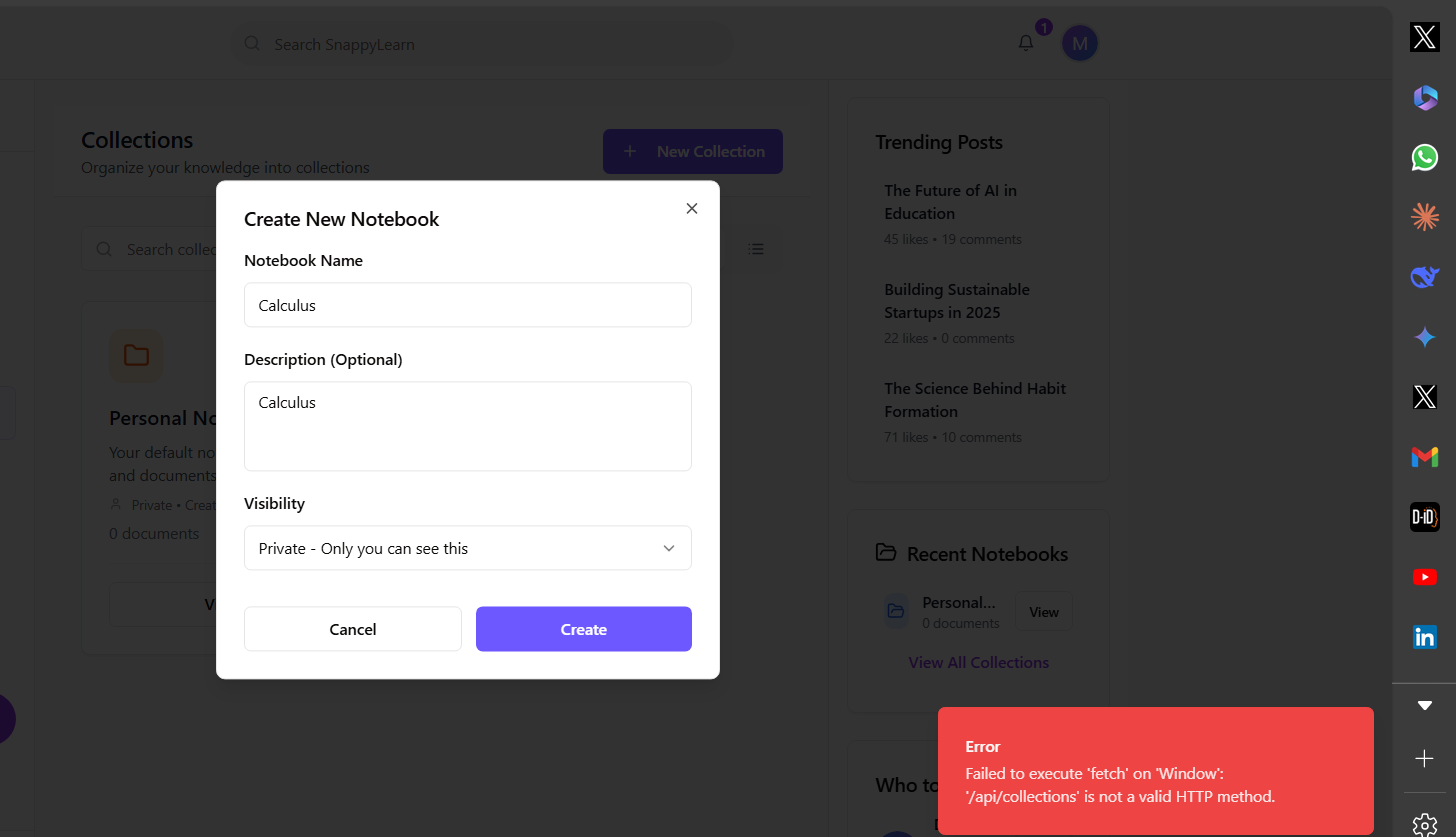 Search SnappyLearn
1
M
Collections
Organize your knowledge into collections
+ New Collection
Search collec
Personal No
Your default no
and documents
Private • Creat
0 documents
V
Create New Notebook
Notebook Name
Calculus
Description (Optional)
Calculus
Visibility
Private - Only you can see this
Cancel
Create
Trending Posts
The Future of AI in
Education
45 likes • 19 comments
Building Sustainable
Startups in 2025
22 likes • 0 comments
The Science Behind Habit
Formation
71 likes • 10 comments
Recent Notebooks
Personal...
0 documents
View
View All Collections
Who to
Error
Failed to execute 'fetch' on 'Window':
'/api/collections' is not a valid HTTP method.
D-iD
in